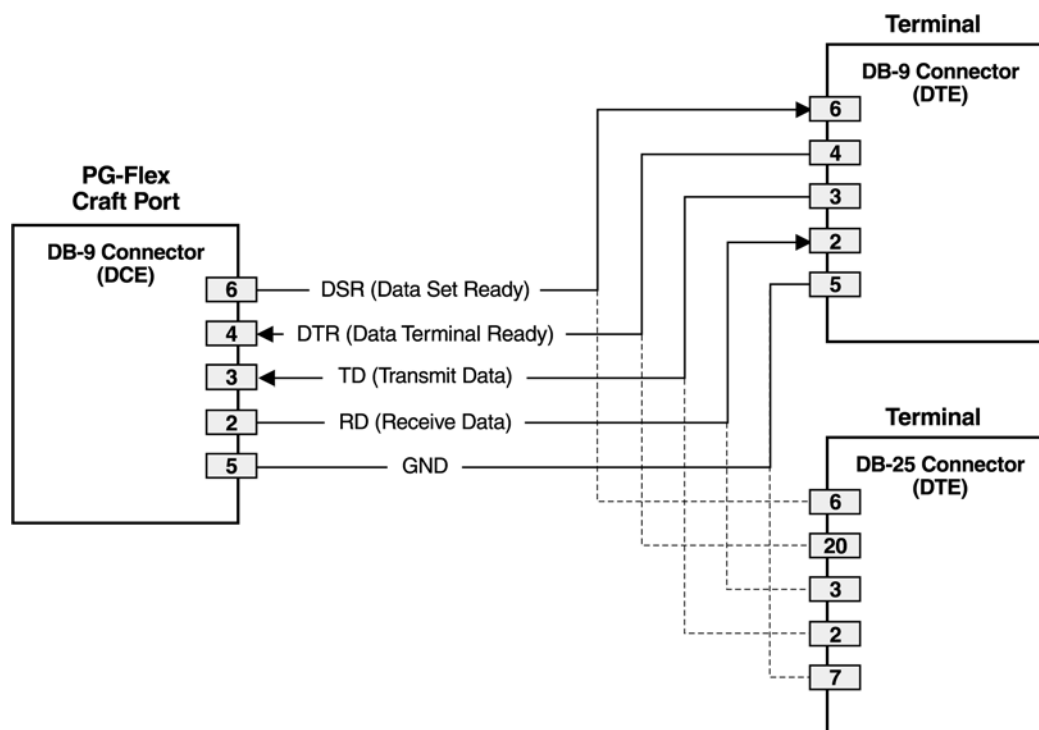 Terminal
DB-9 Connector
(DTE)
6
4
3
2
5
PG-Flex
Craft Port
DB-9 Connector
(DCE)
6
DSR (Data Set Ready)
4
DTR (Data Terminal Ready)
3
TD (Transmit Data)
2
RD (Receive Data)
5
GND
Terminal
DB-25 Connector
(DTE)
6
20
3
2
7